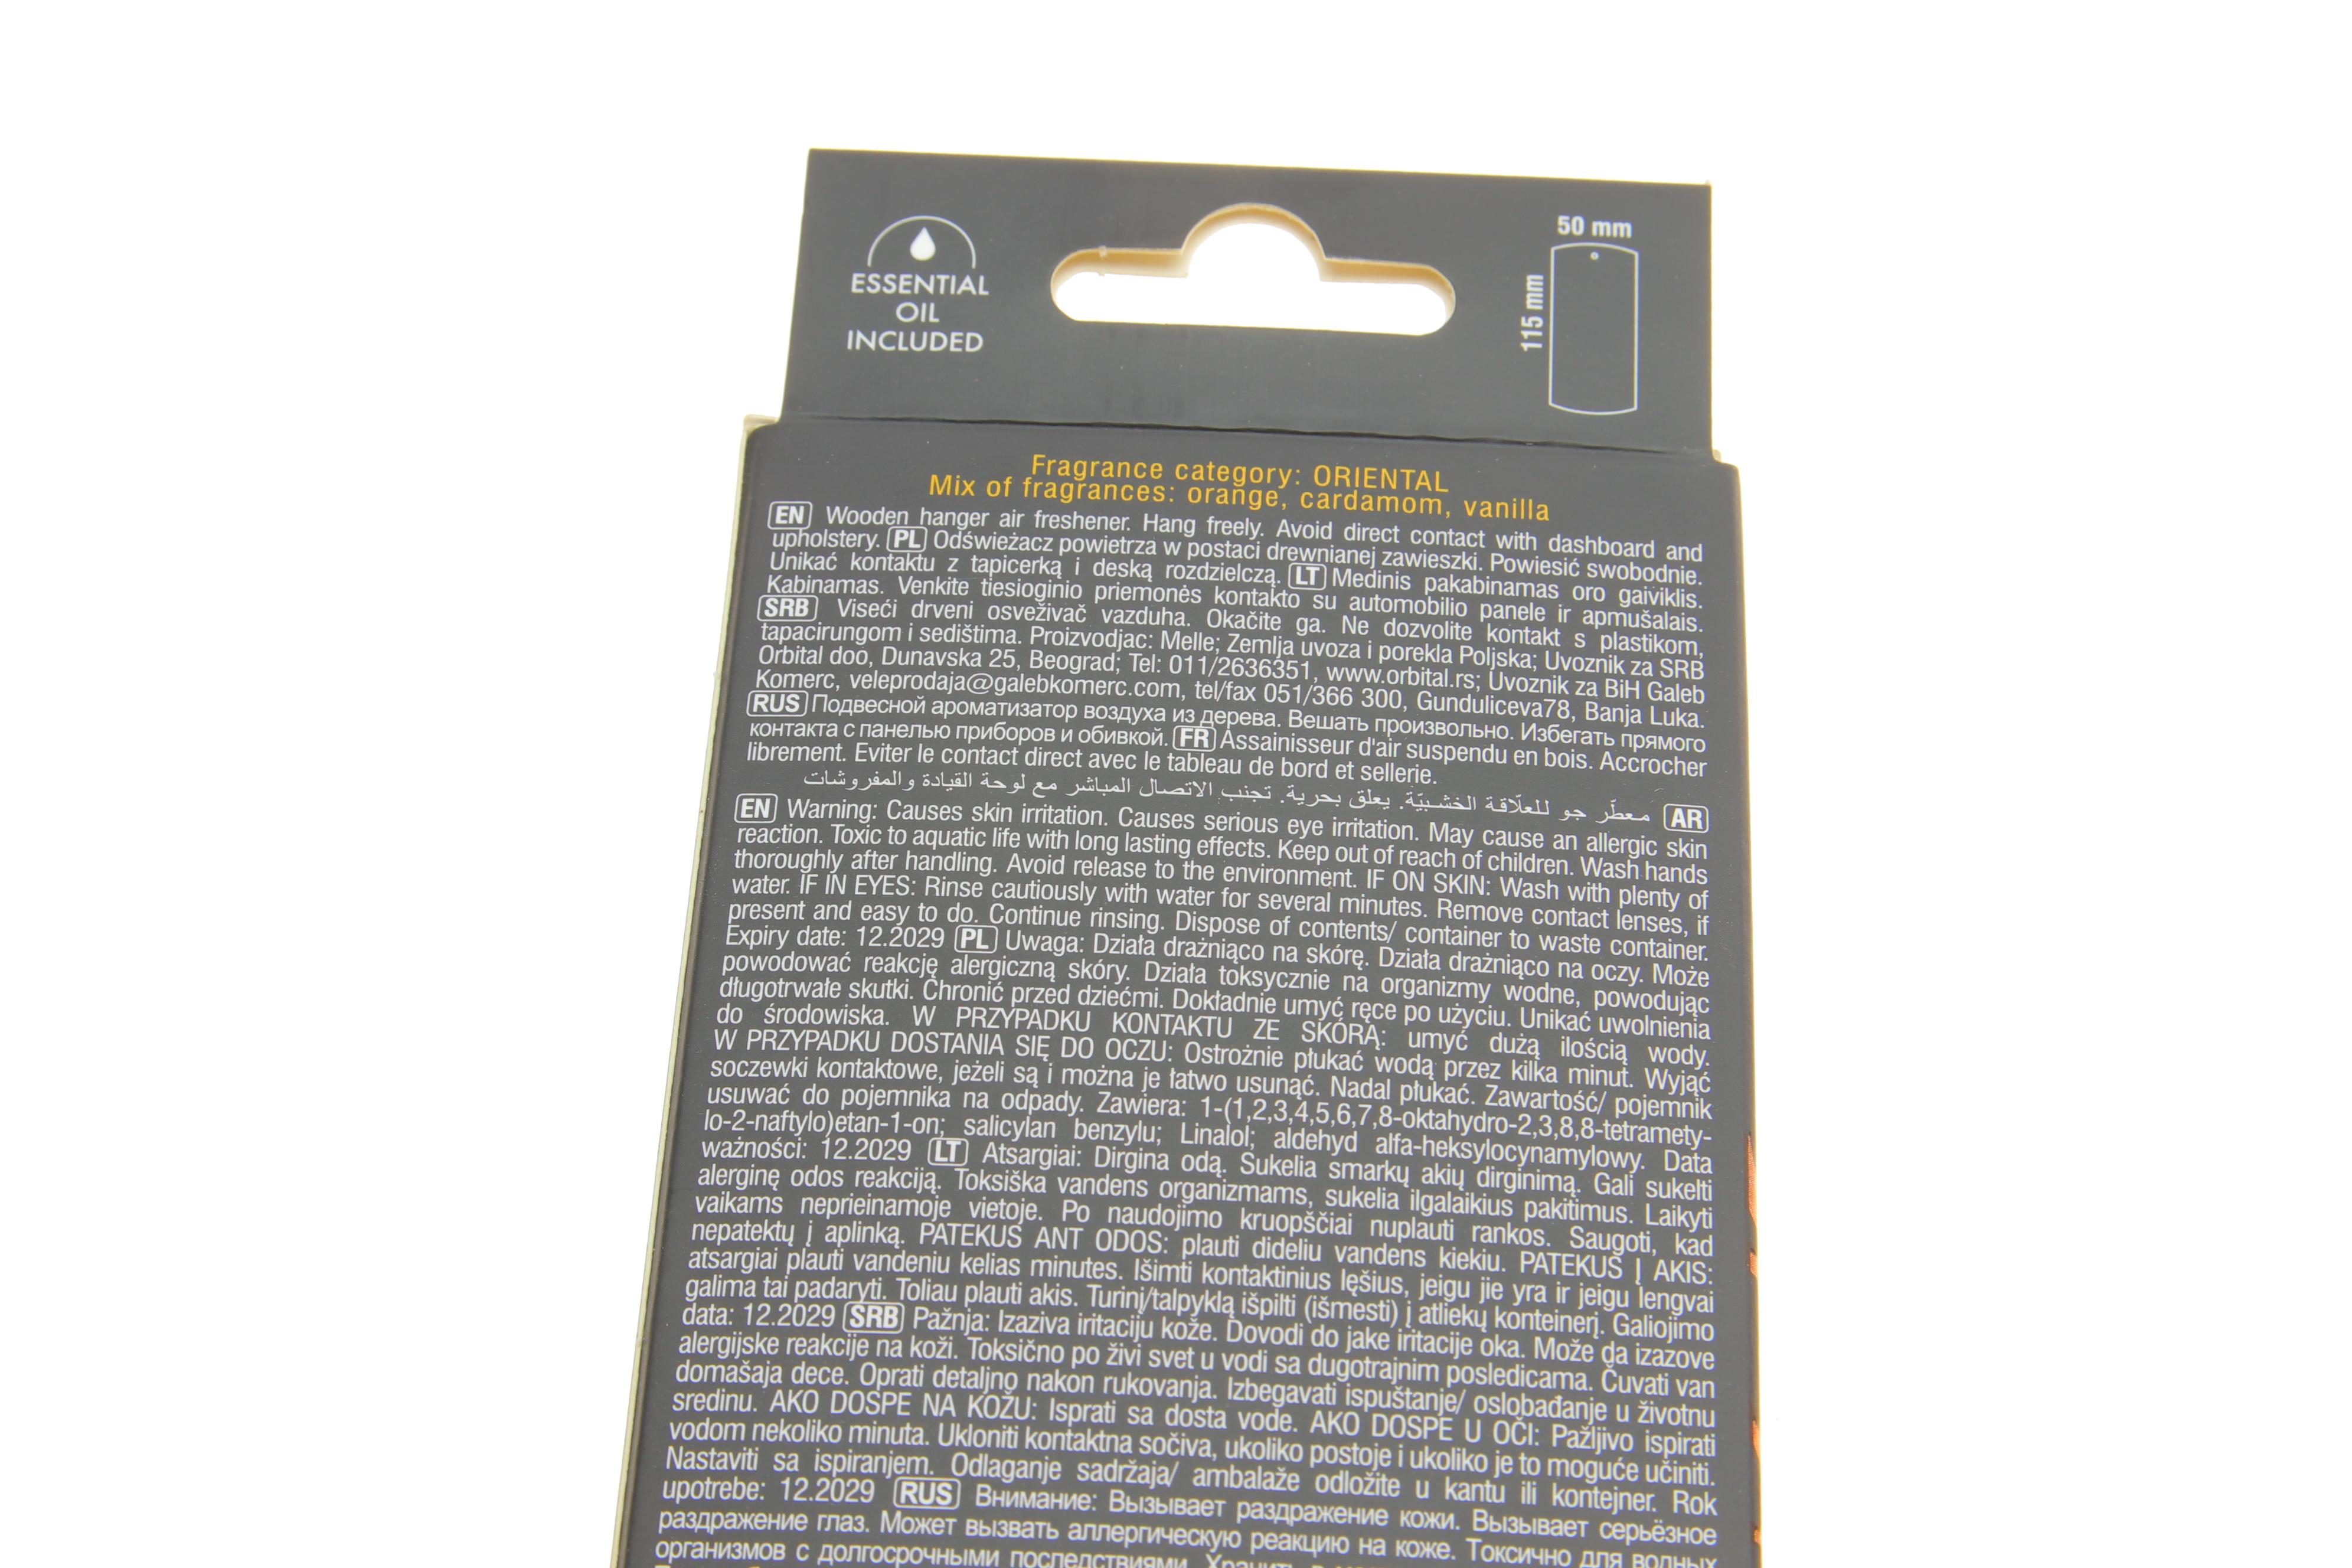 ESSENTIAL
OIL
INCLUDED
50 mm
115 mm
Fragrance category: ORIENTAL
Mix of fragrances: orange, cardamom, vanilla
EN Wooden hanger air freshener. Hang freely. Avoid direct contact with dashboard and
upholstery. PL Odświeżacz powietrza w postaci drewnianej zawieszki. Powiesić swobodnie.
Unikać kontaktu z tapicerką i deską rozdzielczą. LT Medinis pakabinamas oro gaiviklis.
Kabinamas. Venkite tiesioginio priemonės kontakto su automobilio panele ir apmušalais.
SRB Viseći drveni osveživač vazduha. Okačite ga. Ne dozvolite kontakt s plastikom,
tapacirungom i sedištima. Proizvodjac: Melle; Zemlja uvoza i porekla Poljska; Uvoznik za SRB
Orbital doo, Dunavska 25, Beograd; Tel: 011/2636351, www.orbital.rs; Uvoznik za BiH Galeb
Komerc, veleprodaja@galebkomerc.com, tel/fax 051/366 300, Gunduliceva78, Banja Luka.
RUS Подвесной ароматизатор воздуха из дерева. Вешать произвольно. Избегать прямого
контакта с панелью приборов и обивкой. FR Assainisseur d'air suspendu en bois. Accrocher
librement. Eviter le contact direct avec le tableau de bord et sellerie.
AR معطّر جو للعلّاقة الخشبيّة. يعلق بحرية. تجنب الاتصال المباشر مع لوحة القيادة والمفروشات
EN Warning: Causes skin irritation. Causes serious eye irritation. May cause an allergic skin
reaction. Toxic to aquatic life with long lasting effects. Keep out of reach of children. Wash hands
thoroughly after handling. Avoid release to the environment. IF ON SKIN: Wash with plenty of
water. IF IN EYES: Rinse cautiously with water for several minutes. Remove contact lenses, if
present and easy to do. Continue rinsing. Dispose of contents/ container to waste container.
Expiry date: 12.2029 PL Uwaga: Działa drażniąco na skórę. Działa drażniąco na oczy. Może
powodować reakcję alergiczną skóry. Działa toksycznie na organizmy wodne, powodując
długotrwałe skutki. Chronić przed dziećmi. Dokładnie umyć ręce po użyciu. Unikać uwolnienia
do środowiska. W PRZYPADKU KONTAKTU ZE SKÓRĄ: umyć dużą ilością wody.
W PRZYPADKU DOSTANIA SIĘ DO OCZU: Ostrożnie płukać wodą przez kilka minut. Wyjąć
soczewki kontaktowe, jeżeli są i można je łatwo usunąć. Nadal płukać. Zawartość/ pojemnik
usuwać do pojemnika na odpady. Zawiera: 1-(1,2,3,4,5,6,7,8-oktahydro-2,3,8,8-tetramety-
lo-2-naftylo)etan-1-on; salicylan benzylu; Linalol; aldehyd alfa-heksylocynamylowy. Data
ważności: 12.2029 LT Atsargiai: Dirgina odą. Sukelia smarkų akių dirginimą. Gali sukelti
alerginę odos reakciją. Toksiška vandens organizmams, sukelia ilgalaikius pakitimus. Laikyti
vaikams neprieinamoje vietoje. Po naudojimo kruopščiai nuplauti rankos. Saugoti, kad
nepatektų į aplinką. PATEKUS ANT ODOS: plauti dideliu vandens kiekiu. PATEKUS Į AKIS:
atsargiai plauti vandeniu kelias minutes. Išimti kontaktinius lęšius, jeigu jie yra ir jeigu lengvai
galima tai padaryti. Toliau plauti akis. Turinį/talpyklą išpilti (išmesti) į atliekų konteinerį. Galiojimo
data: 12.2029 SRB Pažnja: Izaziva iritaciju kože. Dovodi do jake iritacije oka. Može da izazove
alergijske reakcije na koži. Toksično po živi svet u vodi sa dugotrajnim posledicama. Čuvati van
domašaja dece. Oprati detaljno nakon rukovanja. Izbegavati ispuštanje/ oslobađanje u životnu
sredinu. AKO DOSPE NA KOŽU: Isprati sa dosta vode. AKO DOSPE U OČI: Pažljivo ispirati
vodom nekoliko minuta. Ukloniti kontaktna sočiva, ukoliko postoje i ukoliko je to moguće učiniti.
Nastaviti sa ispiranjem. Odlaganje sadržaja/ ambalaže odložite u kantu ili kontejner. Rok
upotrebe: 12.2029 RUS Внимание: Вызывает раздражение кожи. Вызывает серьёзное
раздражение глаз. Может вызвать аллергическую реакцию на коже. Токсично для водных
организмов с долгосрочными последствиями. Хранить в